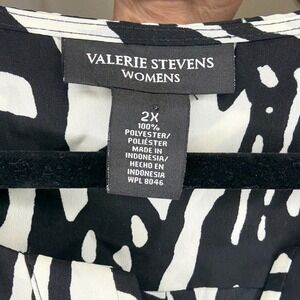 VALERIE STEVENS
WOMENS
2X
100%
POLYESTER/
POLIÉSTER
MADE IN
INDONESIA/
HECHO EN
INDONESIA
WPL 8046